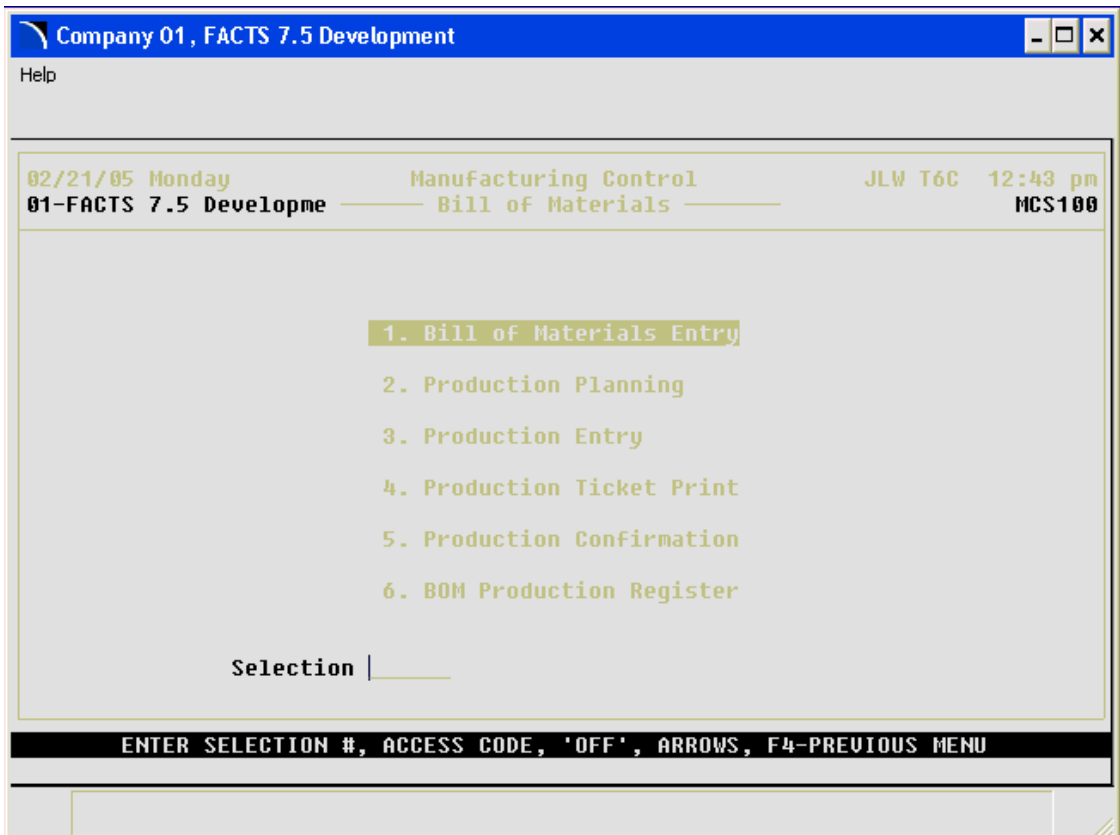 Company 01, FACTS 7.5 Development
Help
02/21/05 Monday Manufacturing Control JLW T6C 12:43 pm
01-FACTS 7.5 Developme Bill of Materials MCS100
1. Bill of Materials Entry
2. Production Planning
3. Production Entry
4. Production Ticket Print
5. Production Confirmation
6. BOM Production Register
Selection
ENTER SELECTION #, ACCESS CODE, 'OFF', ARROWS, F4-PREVIOUS MENU